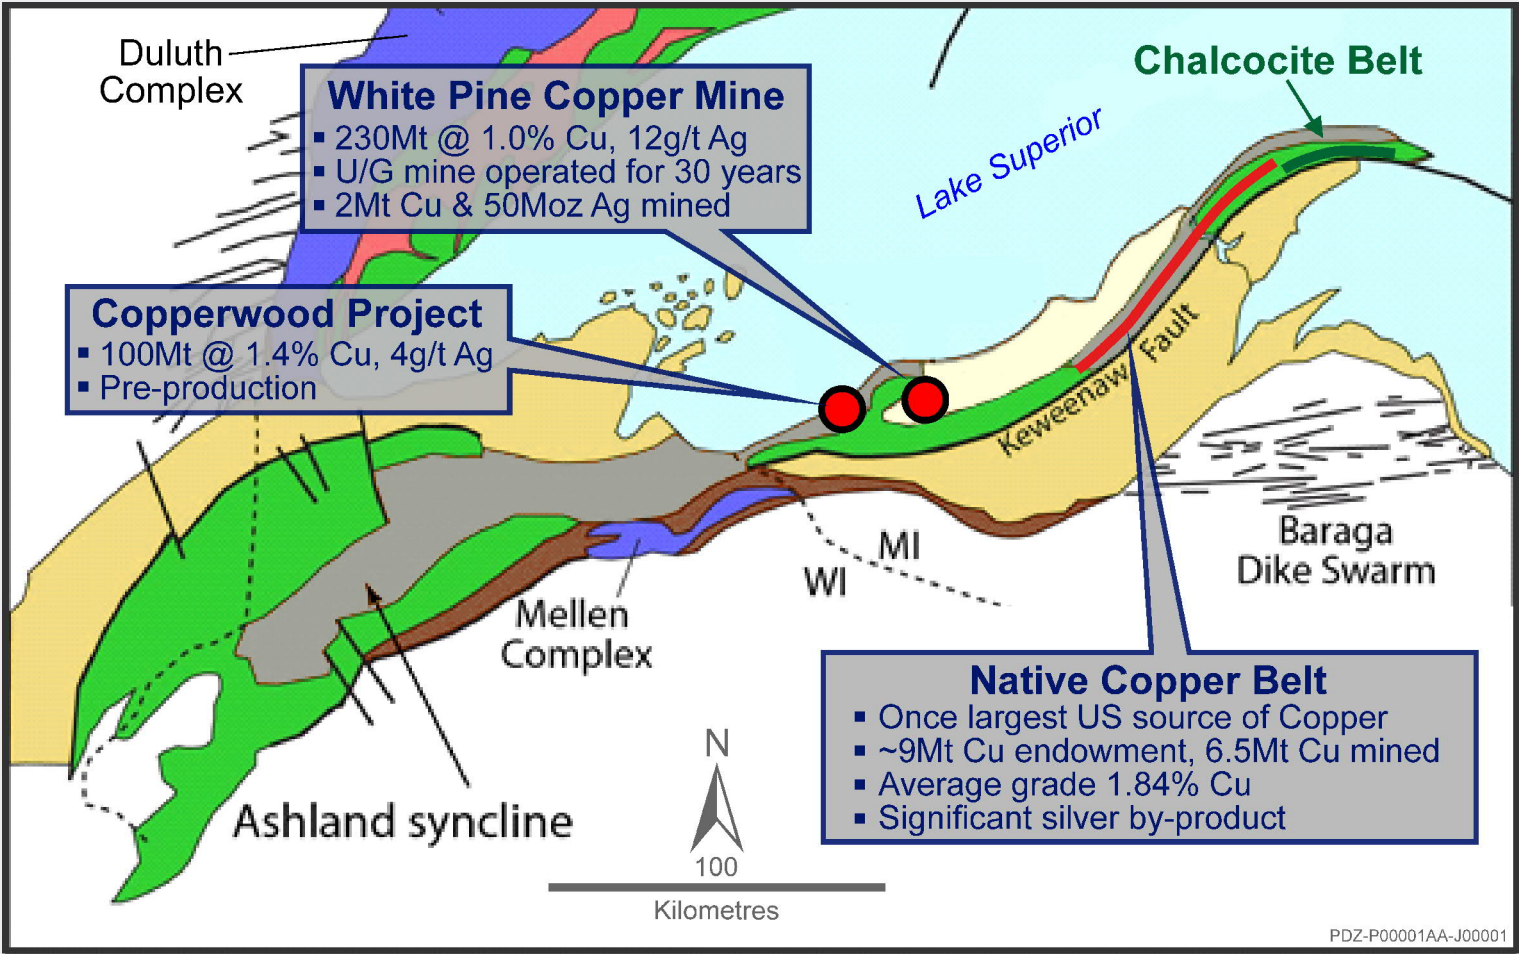 Duluth
Complex
White Pine Copper Mine
▪ 230Mt @ 1.0% Cu, 12g/t Ag
▪ U/G mine operated for 30 years
▪ 2Mt Cu & 50Moz Ag mined
Chalcocite Belt
Lake Superior
Copperwood Project
▪ 100Mt @ 1.4% Cu, 4g/t Ag
▪ Pre-production
Keweenaw Fault
Baraga
Dike Swarm
MI
WI
Mellen
Complex
Native Copper Belt
▪ Once largest US source of Copper
▪ ~9Mt Cu endowment, 6.5Mt Cu mined
▪ Average grade 1.84% Cu
▪ Significant silver by-product
Ashland syncline
N
100
Kilometres
PDZ-P00001AA-J00001